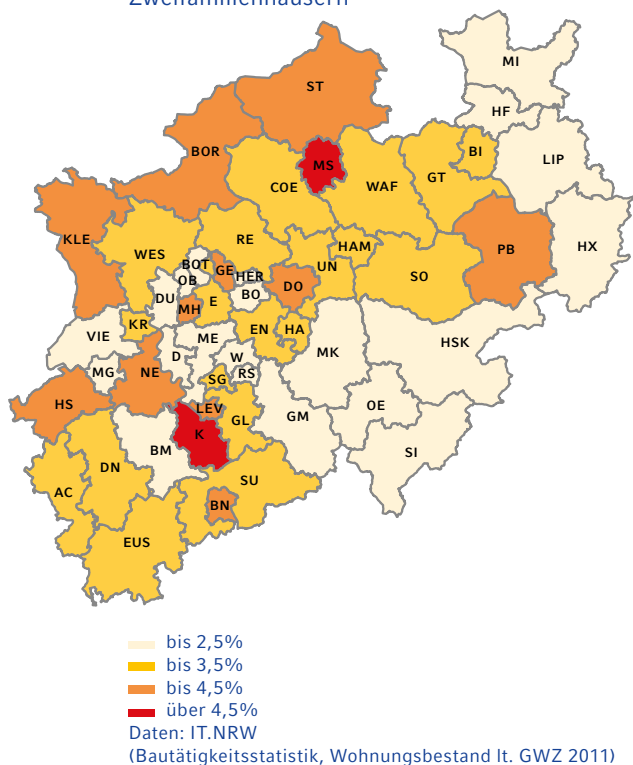 Zweifamilienhäusern
MI
ST
HF
BOR
MS
BI
LIP
COE
WAF
GT
KLE
RE
HX
WES
HAM
PB
BOT
GE
HER
UN
SO
OB
DO
DU
E
BO
MH
KR
EN
HA
VIE
ME
HSK
D
W
MK
MG
NE
RS
SG
OE
HS
LEV
GL
GM
K
SI
BM
DN
SU
AC
BN
EUS
bis 2,5%
bis 3,5%
bis 4,5%
über 4,5%
Daten: IT.NRW
(Bautätigkeitsstatistik, Wohnungsbestand lt. GWZ 2011)